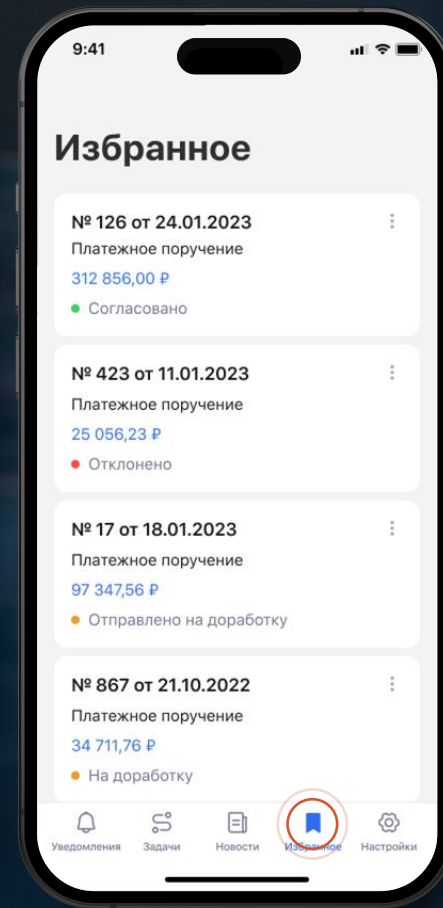 9:41
Избранное
№ 126 от 24.01.2023
Платежное поручение
312 856,00 ₽
Согласовано
№ 423 от 11.01.2023
Платежное поручение
25 056,23 ₽
Отклонено
№ 17 от 18.01.2023
Платежное поручение
97 347,56 ₽
Отправлено на доработку
№ 867 от 21.10.2022
Платежное поручение
34 711,76 ₽
На доработку
Уведомления Задачи Новости Избранное Настройки